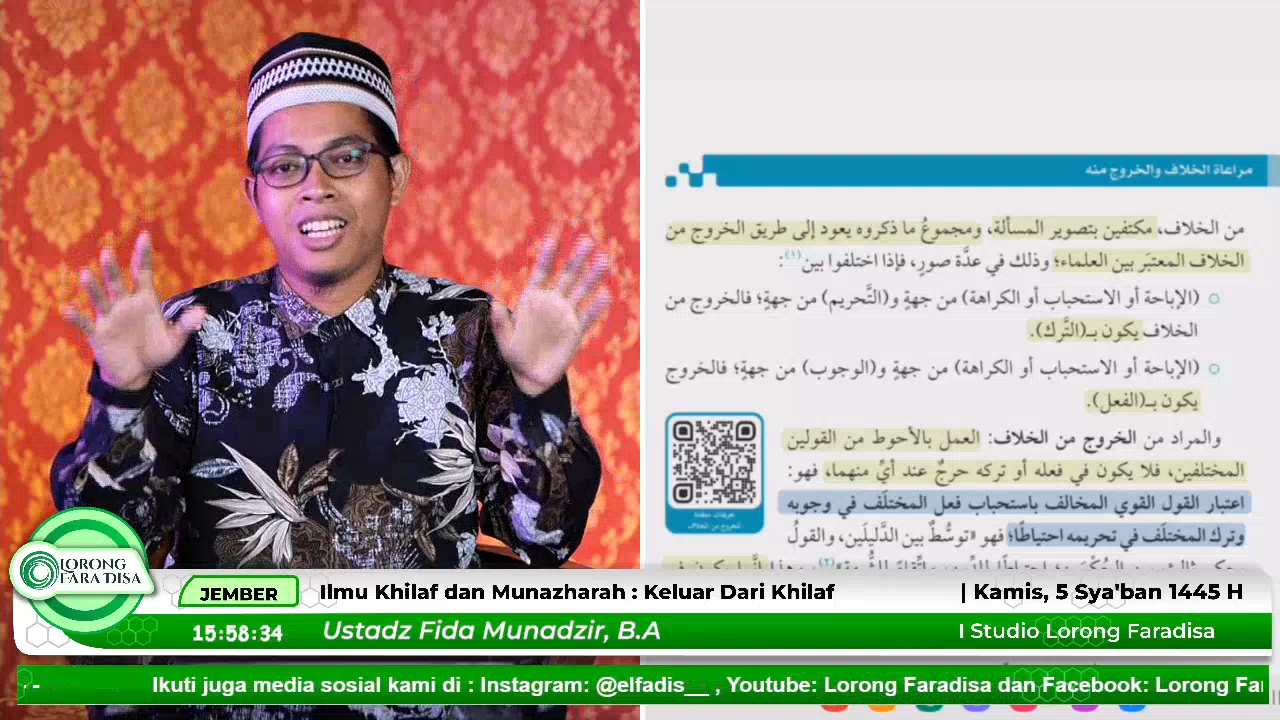 مراعاة الخلاف والخروج منه
من الخلاف، مكتفين بتصوير المسألة، ومجموعُ ما ذكروه يعود إلى طريق الخروج من
الخلاف المعتبَر بين العلماء؛ وذلك في عدَّة صورٍ، فإذا اختلفوا بين(١):
(الإباحة أو الاستحباب أو الكراهة) من جهةٍ و(التَّحريم) من جهةٍ؛ فالخروج من
الخلاف يكون بـ(التَّرك).
(الإباحة أو الاستحباب أو الكراهة) من جهةٍ و(الوجوب) من جهةٍ؛ فالخروج
يكون بـ(الفعل).
والمراد من الخروج من الخلاف: العمل بالأحوط من القولين
المختلفين، فلا يكون في فعله أو تركه حرجٌ عند أيٍّ منهما، فهو:
اعتبار القول القوي المخالف باستحباب فعل المختلَف في وجوبه
وترك المختلف في تحريمه احتياطًا؛ فهو «توسُّطٌ بين الدَّليلَين، والقولُ
للخروج من الخلاف
LORONG
FARADISA
JEMBER
Ilmu Khilaf dan Munazharah : Keluar Dari Khilaf
| Kamis, 5 Sya'ban 1445 H
15:58:34
Ustadz Fida Munadzir, B.A
I Studio Lorong Faradisa
- Ikuti juga media sosial kami di : Instagram: @elfadis__ , Youtube: Lorong Faradisa dan Facebook: Lorong Fa